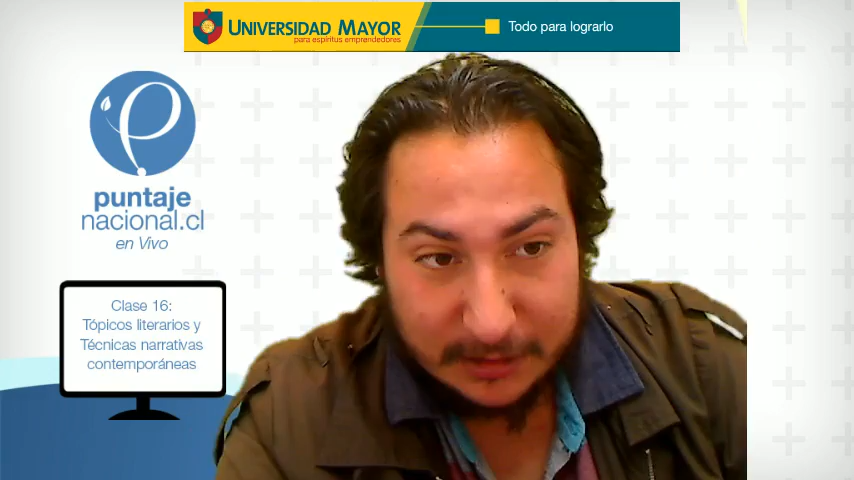 UNIVERSIDAD MAYOR
para espíritus emprendedores
Todo para lograrlo
puntaje
nacional.cl
en Vivo
Clase 16:
Tópicos literarios y
Técnicas narrativas
contemporáneas